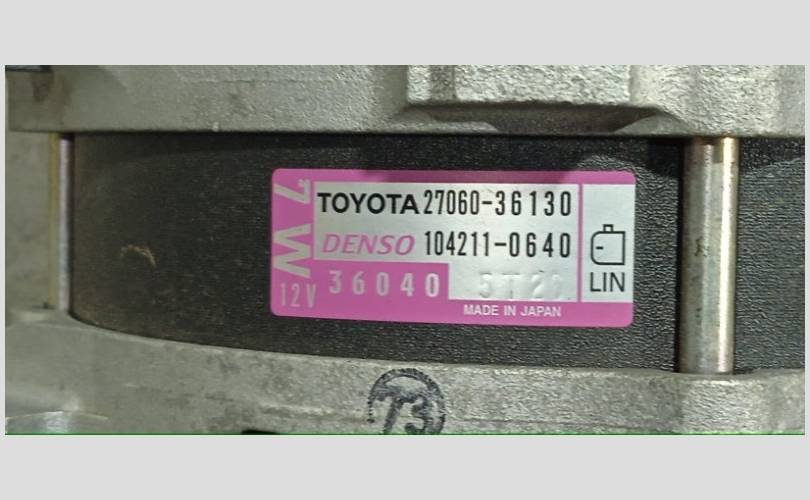 7W
12V
TOYOTA 27060-36130
DENSO 104211-0640
36040
LIN
MADE IN JAPAN
73